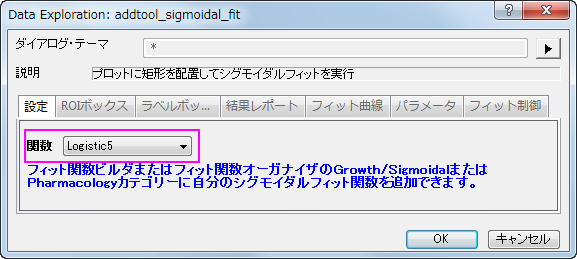 Data Exploration: addtool_sigmoidal_fit
ダイアログ・テーマ *
説明 プロットに矩形を配置してシグモイダルフィットを実行
設定 ROIボックス ラベルボッ... 結果レポート フィット曲線 パラメータ フィット制御
関数 Logistic5
フィット関数ビルダまたはフィット関数オーガナイザのGrowth/Sigmoidalまたは
Pharmacologyカテゴリーに自分のシグモイダルフィット関数を追加できます。
OK キャンセル